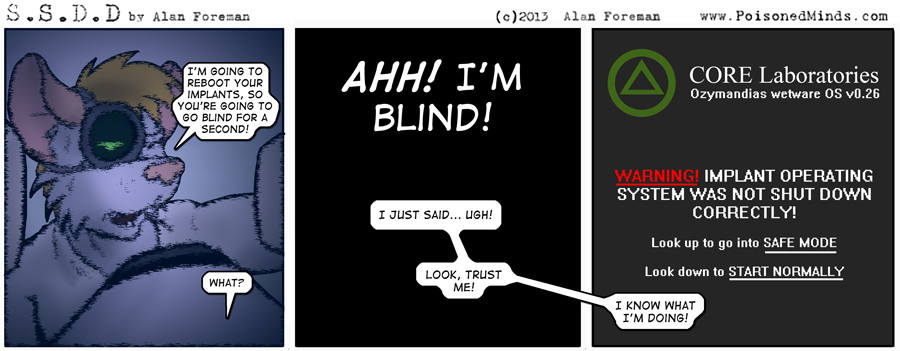 S.S.D.D by Alan Foreman
(c)2013 Alan Foreman
www.PoisonedMinds.com
I'M GOING TO
REBOOT YOUR
IMPLANTS, SO
YOU'RE GOING TO
GO BLIND FOR A
SECOND!
WHAT?
AHH! I'M
BLIND!
I JUST SAID... UGH!
LOOK, TRUST
ME!
I KNOW WHAT
I'M DOING!
CORE Laboratories
Ozymandias wetware OS v0.26
WARNING! IMPLANT OPERATING
SYSTEM WAS NOT SHUT DOWN
CORRECTLY!
Look up to go into SAFE MODE
Look down to START NORMALLY